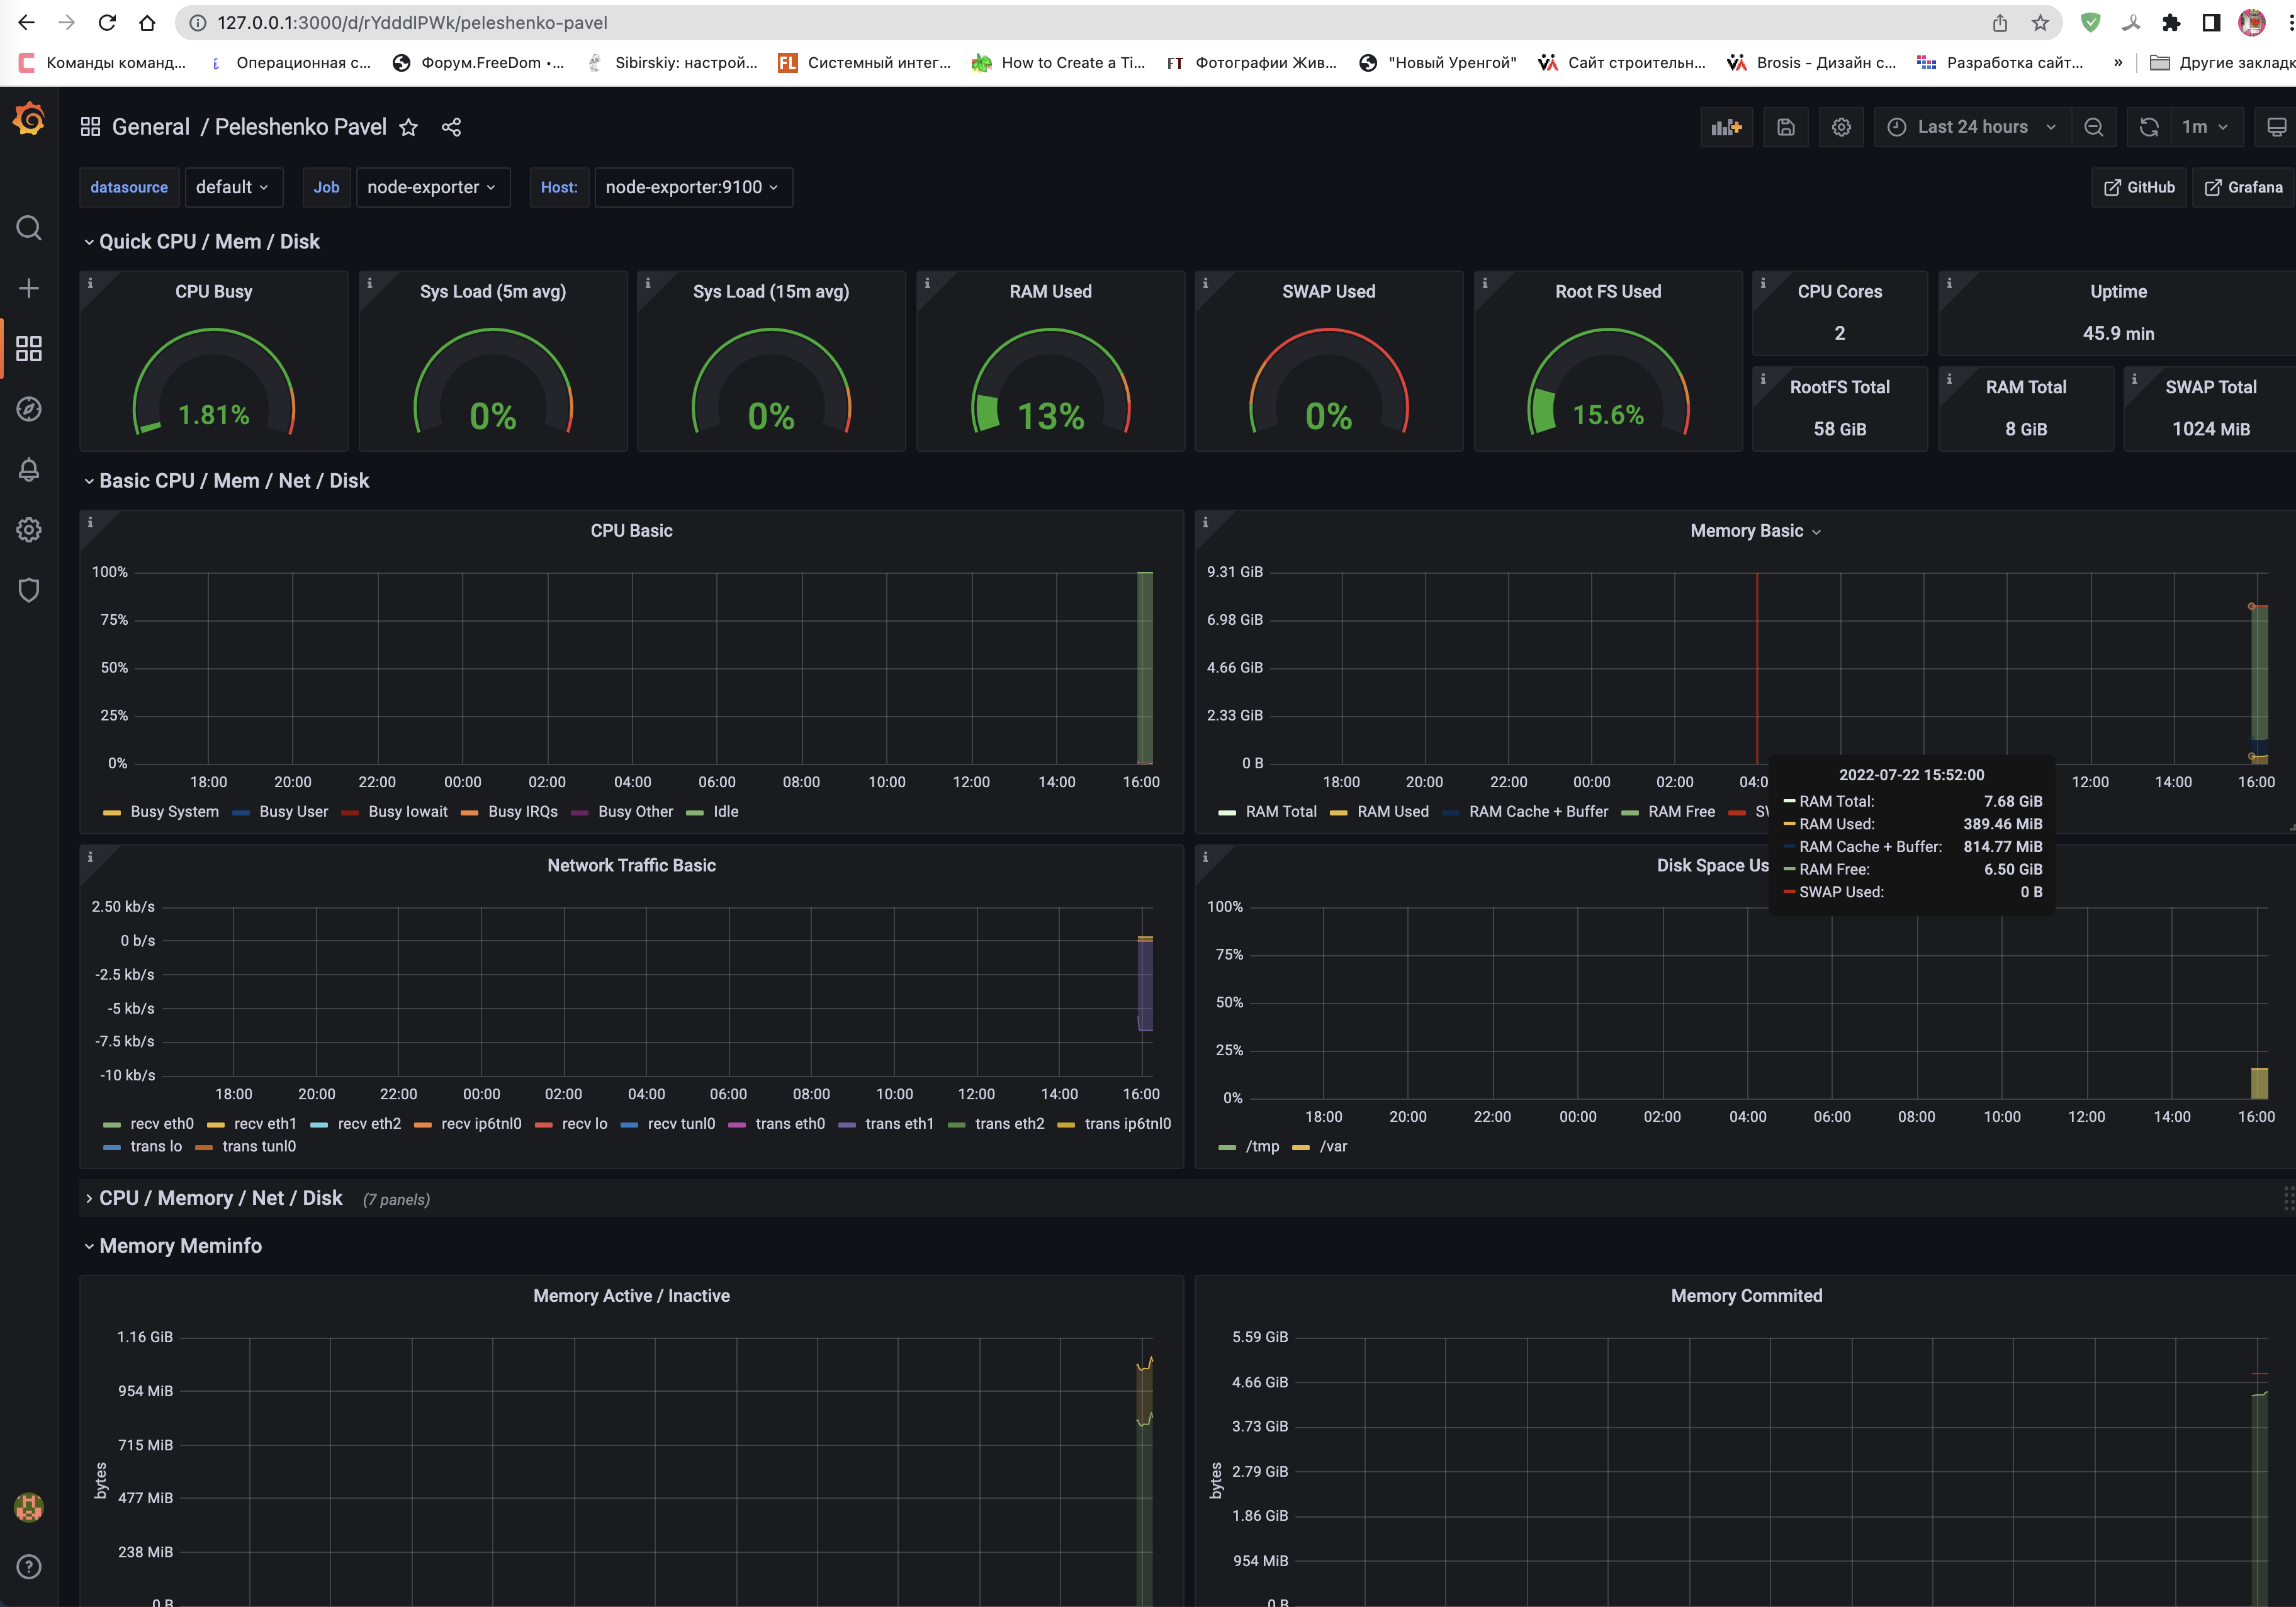 127.0.0.1:3000/d/rYdddlPWk/peleshenko-pavel
Команды команд... Операционная с... Форум.FreeDom •... Sibirskiy: настрой... FL Системный интег... How to Create a Ti... FT Фотографии Жив... "Новый Уренгой" Сайт строительн... Brosis - Дизайн с... Разработка сайт... » Другие закладк
General / Peleshenko Pavel Last 24 hours 1m
datasource default Job node-exporter Host: node-exporter:9100 GitHub Grafana
Quick CPU / Mem / Disk
CPU Busy Sys Load (5m avg) Sys Load (15m avg) RAM Used SWAP Used Root FS Used CPU Cores Uptime
2 45.9 min
RootFS Total RAM Total SWAP Total
1.81% 0% 0% 13% 0% 15.6% 58 GiB 8 GiB 1024 MiB
Basic CPU / Mem / Net / Disk
CPU Basic
100%
75%
50%
25%
0%
18:00 20:00 22:00 00:00 02:00 04:00 06:00 08:00 10:00 12:00 14:00 16:00
Busy System Busy User Busy Iowait Busy IRQs Busy Other Idle
Memory Basic
9.31 GiB
6.98 GiB
4.66 GiB
2.33 GiB
0 B
18:00 20:00 22:00 00:00 02:00 04:0 12:00 14:00 16:00
RAM Total RAM Used RAM Cache + Buffer RAM Free SW
2022-07-22 15:52:00
RAM Total: 7.68 GiB
RAM Used: 389.46 MiB
RAM Cache + Buffer: 814.77 MiB
RAM Free: 6.50 GiB
SWAP Used: 0 B
Network Traffic Basic
2.50 kb/s
0 b/s
-2.5 kb/s
-5 kb/s
-7.5 kb/s
-10 kb/s
18:00 20:00 22:00 00:00 02:00 04:00 06:00 08:00 10:00 12:00 14:00 16:00
recv eth0 recv eth1 recv eth2 recv ip6tnl0 recv lo recv tunl0 trans eth0 trans eth1 trans eth2 trans ip6tnl0
trans lo trans tunl0
Disk Space Us
100%
75%
50%
25%
0%
18:00 20:00 22:00 00:00 02:00 04:00 06:00 08:00 10:00 12:00 14:00 16:00
/tmp /var
CPU / Memory / Net / Disk (7 panels)
Memory Meminfo
Memory Active / Inactive
1.16 GiB
954 MiB
715 MiB
477 MiB
238 MiB
0 B
bytes
Memory Commited
5.59 GiB
4.66 GiB
3.73 GiB
2.79 GiB
1.86 GiB
954 MiB
0 B
bytes